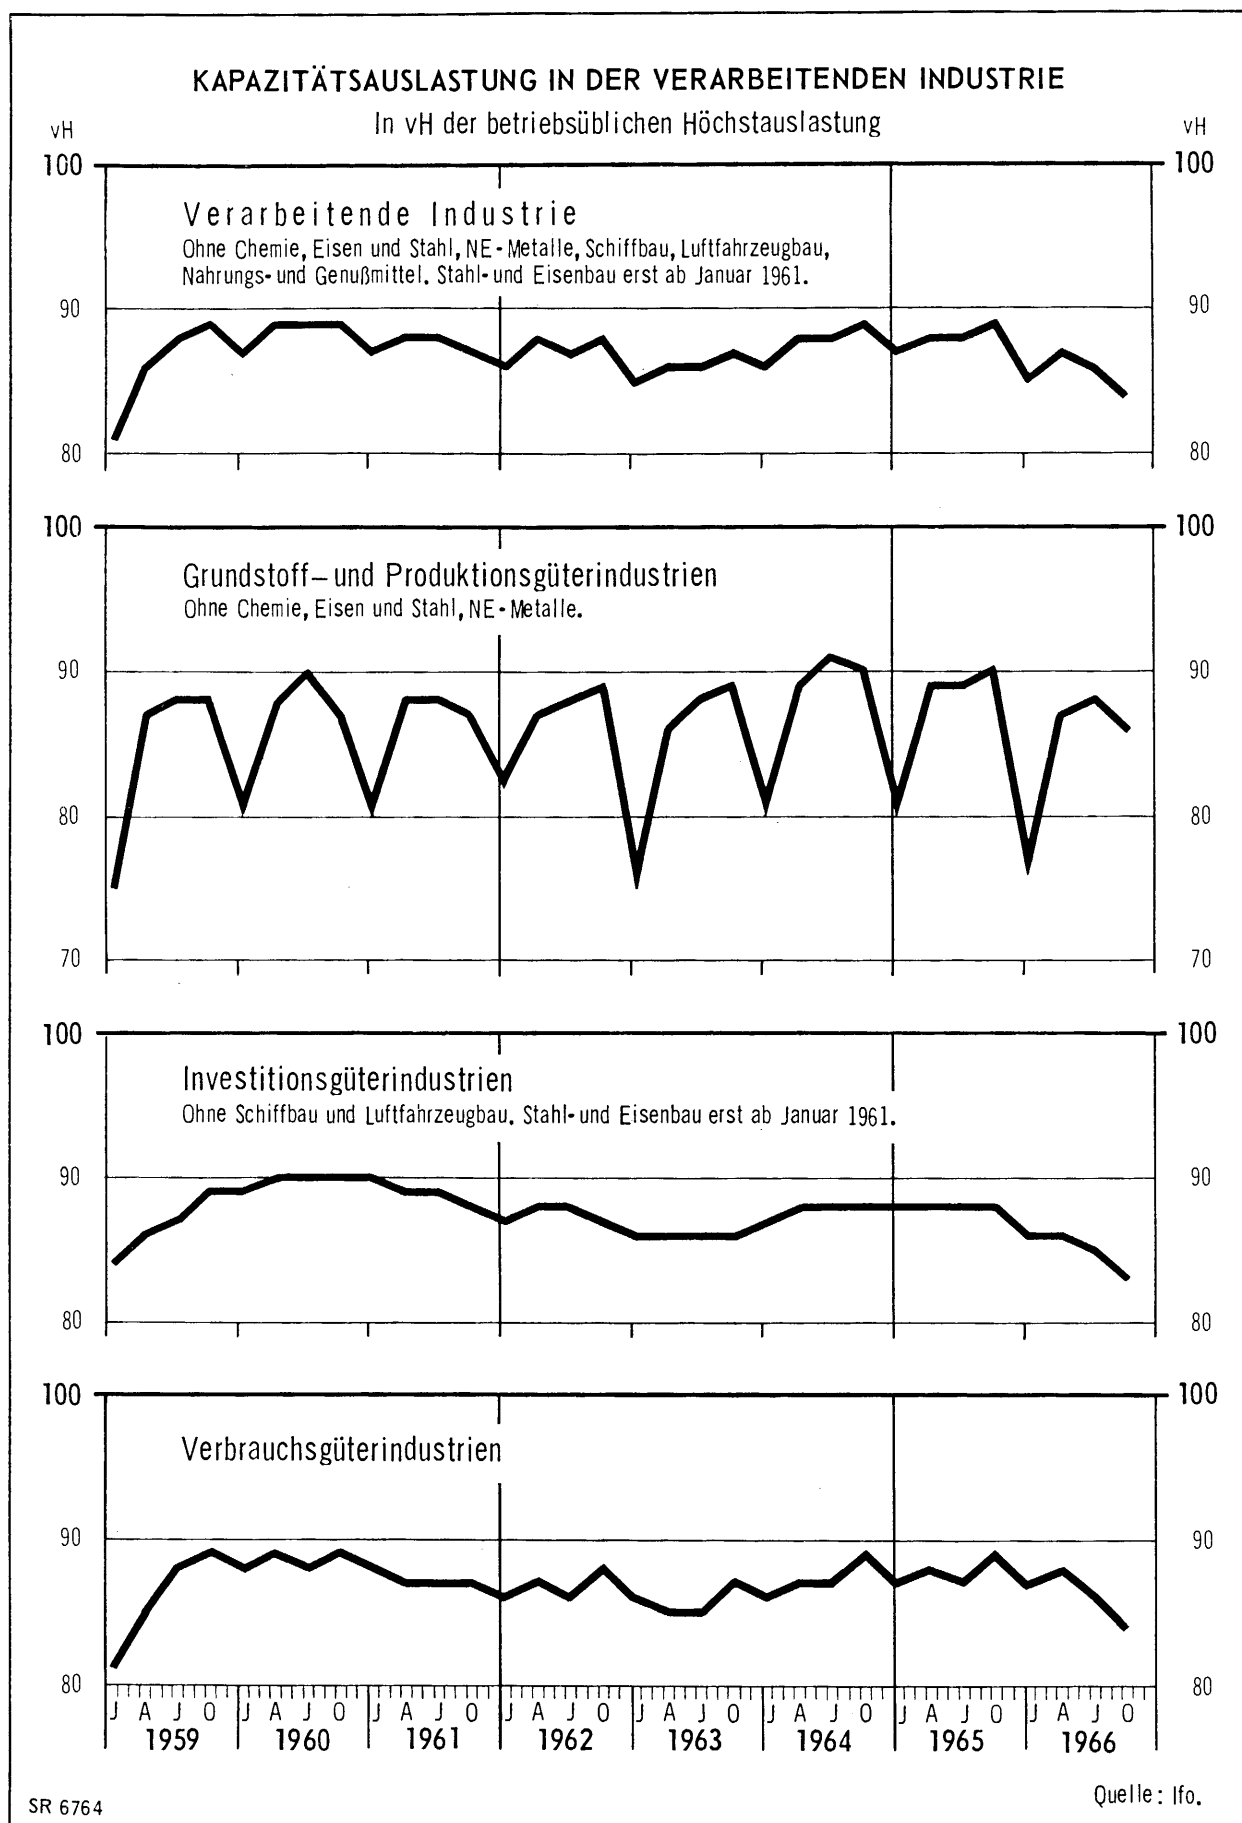 KAPAZITÄTSAUSLASTUNG IN DER VERARBEITENDEN INDUSTRIE
In vH der betriebsüblichen Höchstauslastung
vH vH
100 100
Verarbeitende Industrie
Ohne Chemie, Eisen und Stahl, NE-Metalle, Schiffbau, Luftfahrzeugbau,
Nahrungs- und Genußmittel. Stahl- und Eisenbau erst ab Januar 1961.
90 90
80 80
100 100
Grundstoff- und Produktionsgüterindustrien
Ohne Chemie, Eisen und Stahl, NE-Metalle.
90 90
80 80
70 70
100 100
Investitionsgüterindustrien
Ohne Schiffbau und Luftfahrzeugbau. Stahl- und Eisenbau erst ab Januar 1961.
90 90
80 80
100 100
Verbrauchsgüterindustrien
90 90
80 80
J A J O J A J O J A J O J A J O J A J O J A J O J A J O J A J O
1959 1960 1961 1962 1963 1964 1965 1966
SR 6764
Quelle: Ifo.